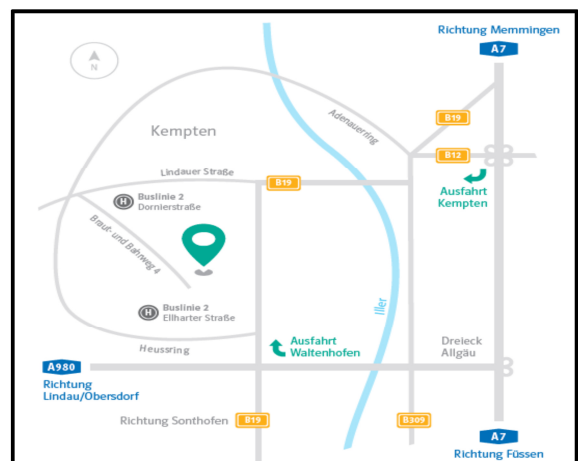 Richtung Memmingen
A7
N
B19
Adenauerring
Kempten
B12
Lindauer Straße
B19
Ausfahrt
Kempten
Buslinie 2
H
Dornierstraße
Braut- und Bahnweg 4
Iller
Buslinie 2
H
Ellharter Straße
Heussring
Ausfahrt
Waltenhofen
Dreieck
Allgäu
A980
Richtung
Lindau/Obersdorf
Richtung Sonthofen
B19
B309
A7
Richtung Füssen